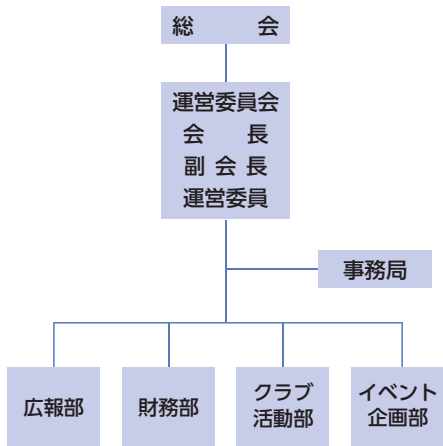 総会
運営委員会
会長
副会長
運営委員
事務局
広報部
財務部
クラブ
活動部
イベント
企画部